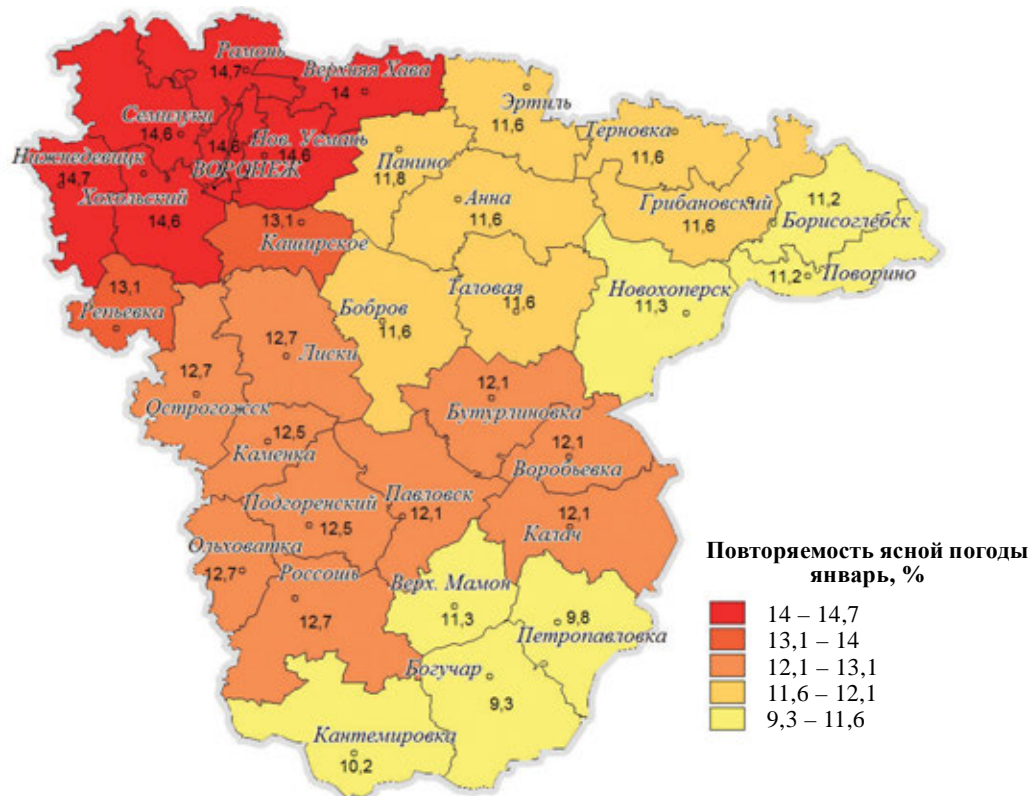 Рамонь
14,7
Верхняя Хава
14
Эртиль
11,6
Семилуки
14,6
14,6
Нов. Усмань
14,6
Терновка
11,6
Нижнедевицк
14,7
ВОРОНЕЖ
Панино
11,8
Хохольский
14,6
Анна
11,6
Грибановский
11,6
11,2
Борисоглебск
13,1
Каширское
11,2
Поворино
13,1
Репьевка
Бобров
11,6
Таловая
11,6
Новохоперск
11,3
12,7
Лиски
12,7
Острогожск
12,1
Бутурлиновка
12,5
Каменка
12,1
Воробьевка
Подгоренский
12,5
Павловск
12,1
12,1
Калач
Ольховатка
12,7
Россошь
12,7
Верх. Мамон
11,3
9,8
Петропавловка
Богучар
9,3
Кантемировка
10,2
Повторяемость ясной погоды
январь, %
14 – 14,7
13,1 – 14
12,1 – 13,1
11,6 – 12,1
9,3 – 11,6